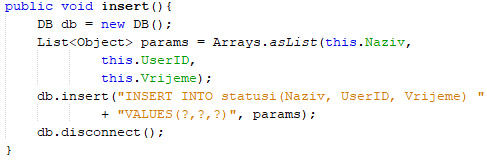 public void insert(){
    DB db = new DB();
    List<Object> params = Arrays.asList(this.Naziv,
            this.UserID,
            this.Vrijeme);
    db.insert("INSERT INTO statusi(Naziv, UserID, Vrijeme) "
            + "VALUES(?,?,?)", params);
    db.disconnect();
}